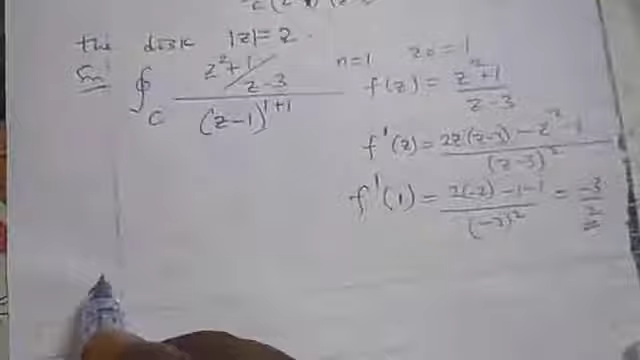 the disk |z| = 2.
Soln
∮_C (z²+1 / z-3) / (z-1)^{1+1}
n=1 z₀ = 1
f(z) = (z²+1) / (z-3)
f'(z) = (2z(z-3) - z² - 1) / (z-3)²
f'(1) = (2(-2) - 1 - 1) / (-2)² = -3/2